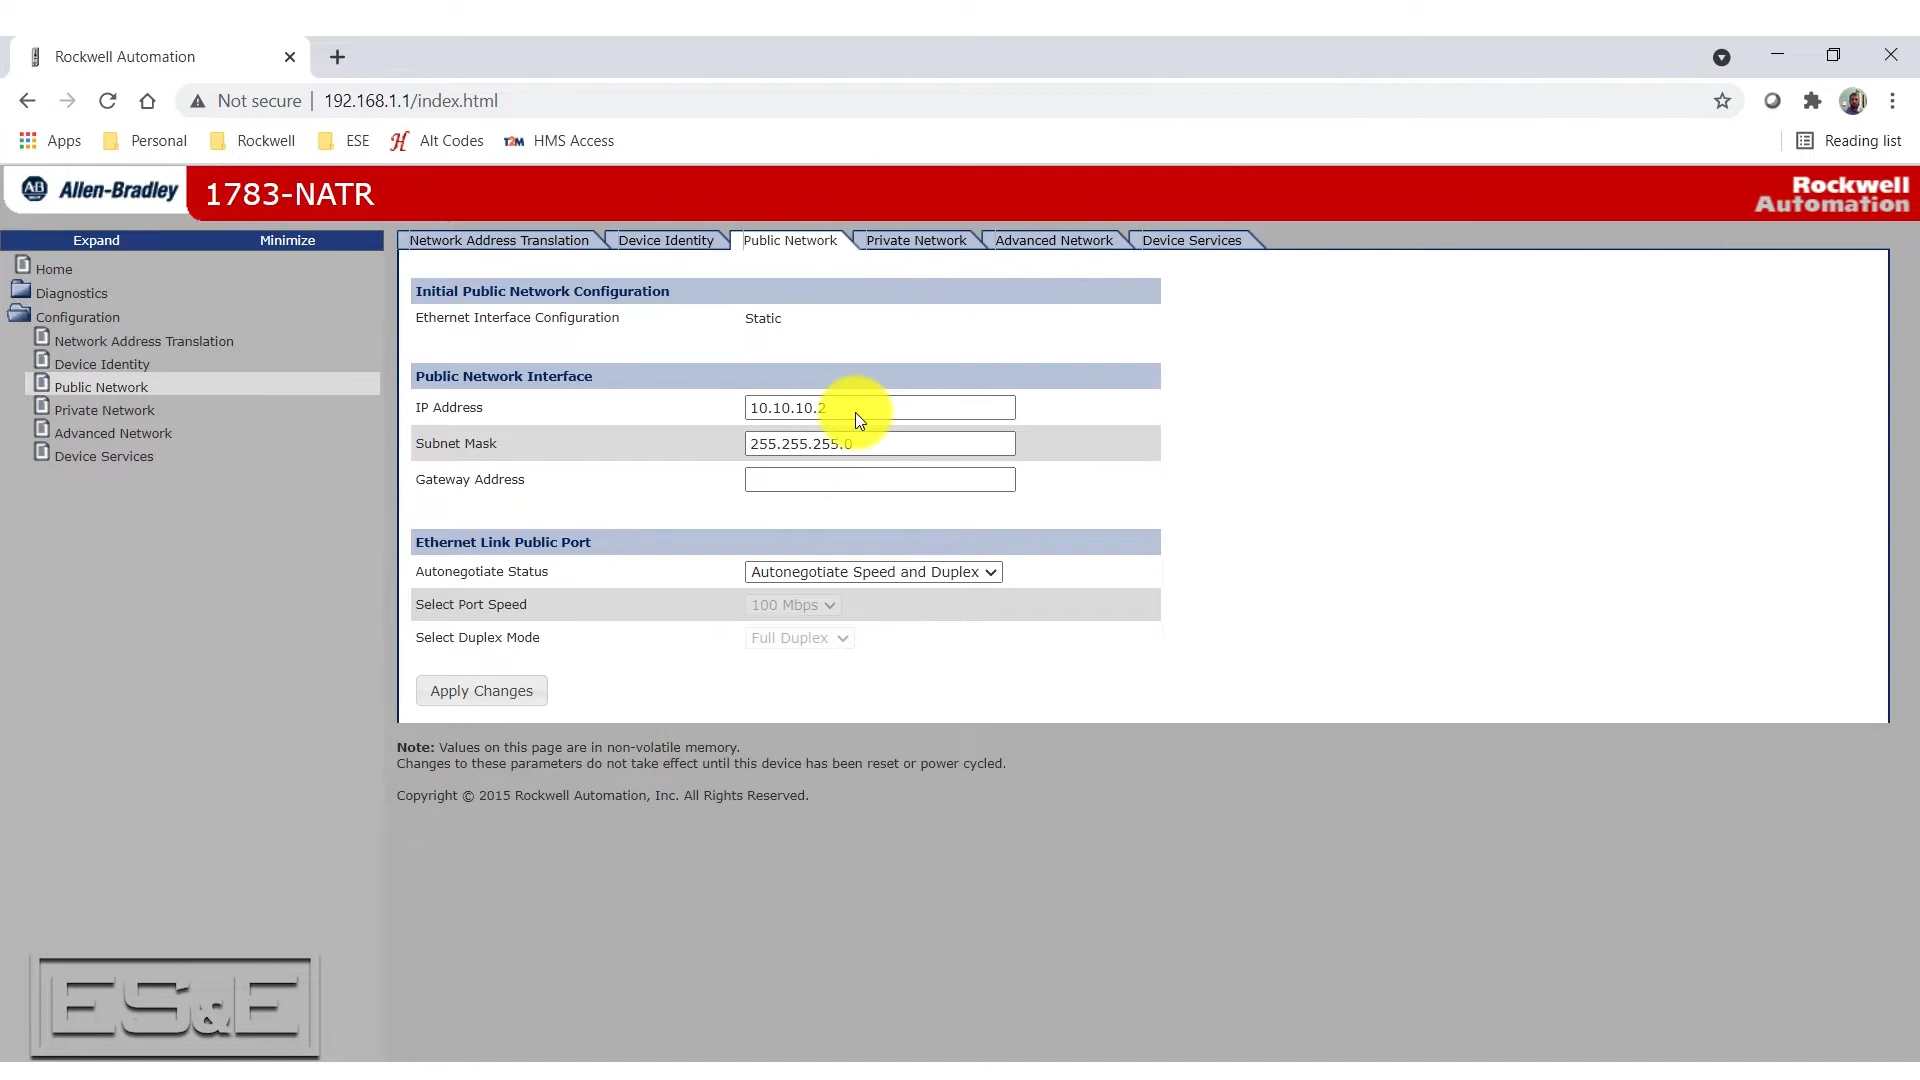 Rockwell Automation
Not secure | 192.168.1.1/index.html
Apps Personal Rockwell ESE Alt Codes T2M HMS Access Reading list
AB Allen-Bradley 1783-NATR Rockwell
Automation
Expand Minimize
Network Address Translation Device Identity Public Network Private Network Advanced Network Device Services
Home
Diagnostics
Configuration
Network Address Translation
Device Identity
Public Network
Private Network
Advanced Network
Device Services
Initial Public Network Configuration
Ethernet Interface Configuration Static
Public Network Interface
IP Address 10.10.10.2
Subnet Mask 255.255.255.0
Gateway Address
Ethernet Link Public Port
Autonegotiate Status Autonegotiate Speed and Duplex
Select Port Speed 100 Mbps
Select Duplex Mode Full Duplex
Apply Changes
Note: Values on this page are in non-volatile memory.
Changes to these parameters do not take effect until this device has been reset or power cycled.
Copyright © 2015 Rockwell Automation, Inc. All Rights Reserved.
ES&E